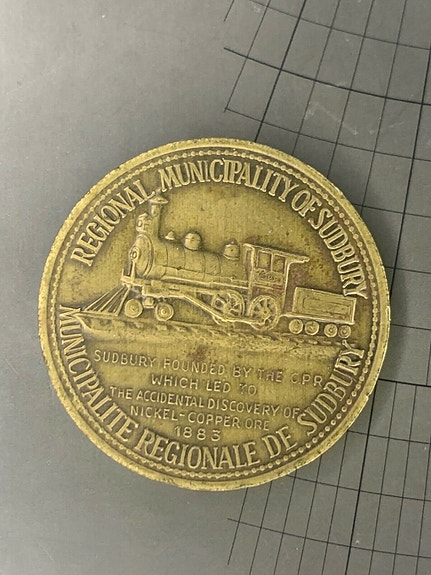 REGIONAL MUNICIPALITY OF SUDBURY
SUDBURY FOUNDED BY THE C.P.R.
WHICH LED TO
THE ACCIDENTAL DISCOVERY OF
NICKEL-COPPER ORE
1883
MUNICIPALITE REGIONALE DE SUDBURY